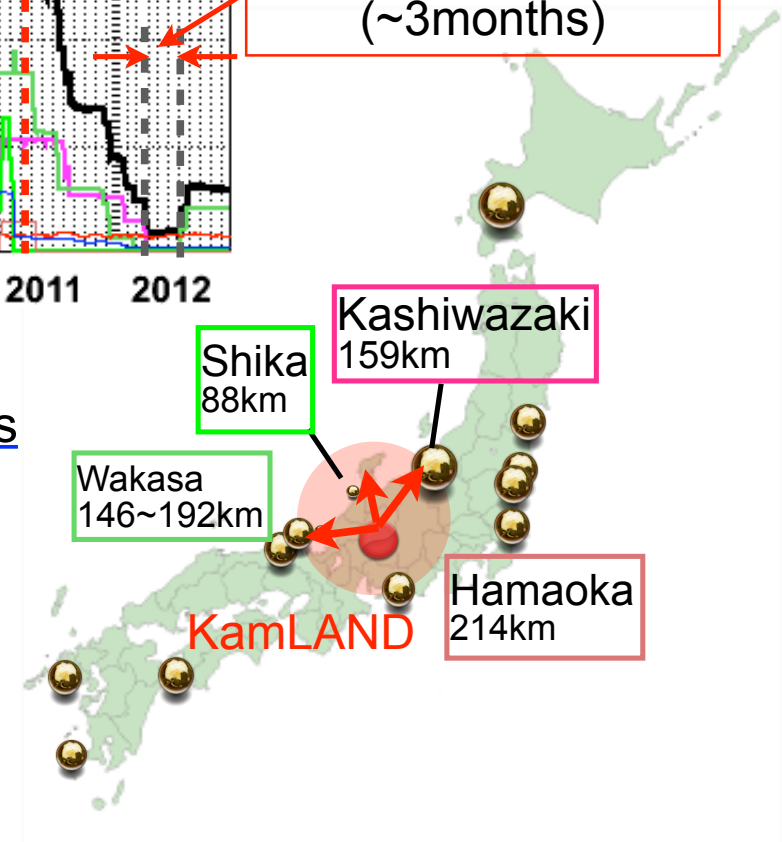 (~3months)
2011 2012
Kashiwazaki
159km
Shika
88km
s
Wakasa
146~192km
Hamaoka
214km
KamLAND